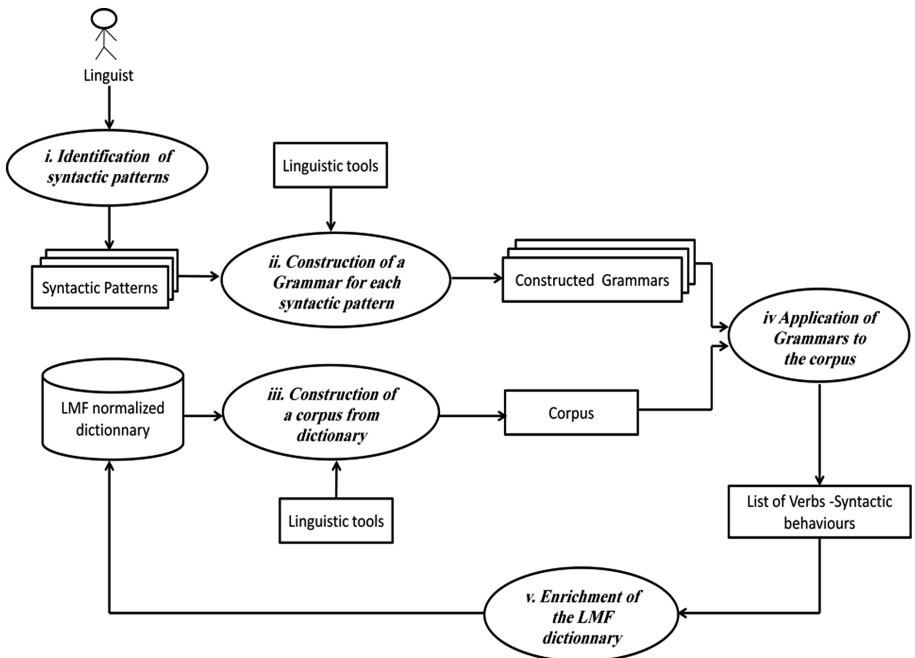 Linguist
i. Identification of
syntactic patterns
Linguistic tools
Syntactic Patterns
ii. Construction of a
Grammar for each
syntactic pattern
Constructed Grammars
iv Application of
Grammars to
the corpus
LMF normalized
dictionnary
iii. Construction of
a corpus from
dictionary
Corpus
Linguistic tools
List of Verbs -Syntactic
behaviours
v. Enrichment of
the LMF
dictionnary